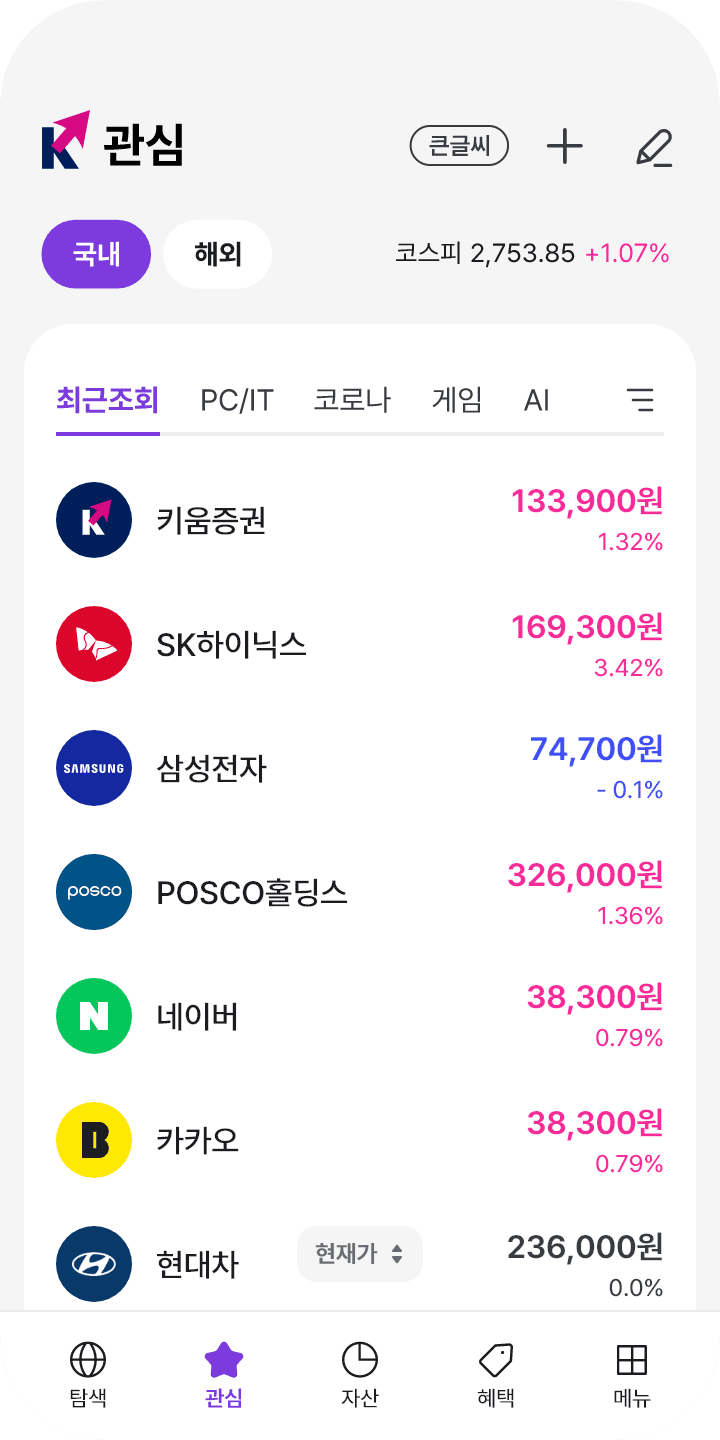 관심
큰글씨
국내 해외 코스피 2,753.85 +1.07%
최근조회 PC/IT 코로나 게임 AI
키움증권 133,900원
1.32%
SK하이닉스 169,300원
3.42%
SAMSUNG 삼성전자 74,700원
- 0.1%
posco POSCO홀딩스 326,000원
1.36%
N 네이버 38,300원
0.79%
B 카카오 38,300원
0.79%
현대차 현재가 236,000원
0.0%
탐색 관심 자산 혜택 메뉴